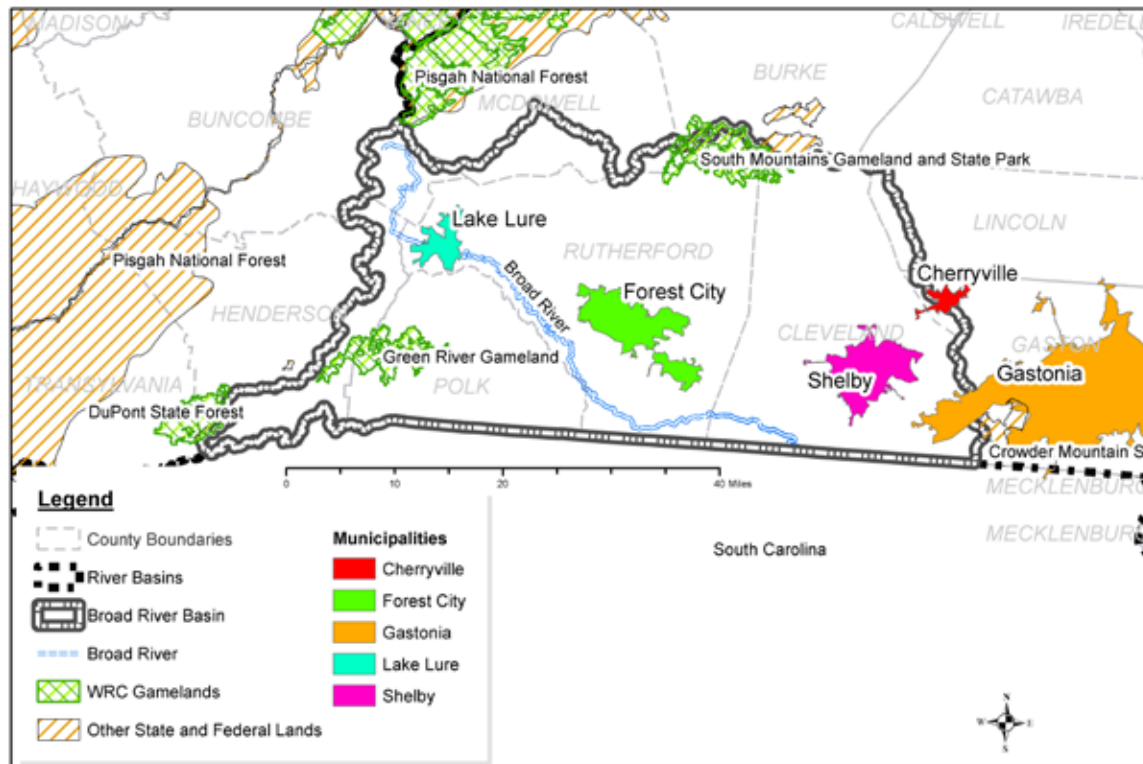 MADISON
CALDWELL
IREDELL
Pisgah National Forest
BURKE
MCDOWELL
CATAWBA
BUNCOMBE
South Mountains Gameland and State Park
HAYWOOD
Lake Lure
RUTHERFORD
LINCOLN
Pisgah National Forest
Cherryville
Broad River
Forest City
HENDERSO
CLEVELAND
GASTON
Green River Gameland
TRANSYLVANIA
POLK
Shelby
Gastonia
DuPont State Forest
Crowder Mountain S
0 10 20 40 Miles
MECKLENBURG
MECKLENBURG
South Carolina
Legend
County Boundaries
River Basins
Broad River Basin
Broad River
WRC Gamelands
Other State and Federal Lands
Municipalities
Cherryville
Forest City
Gastonia
Lake Lure
Shelby
N
W E
S